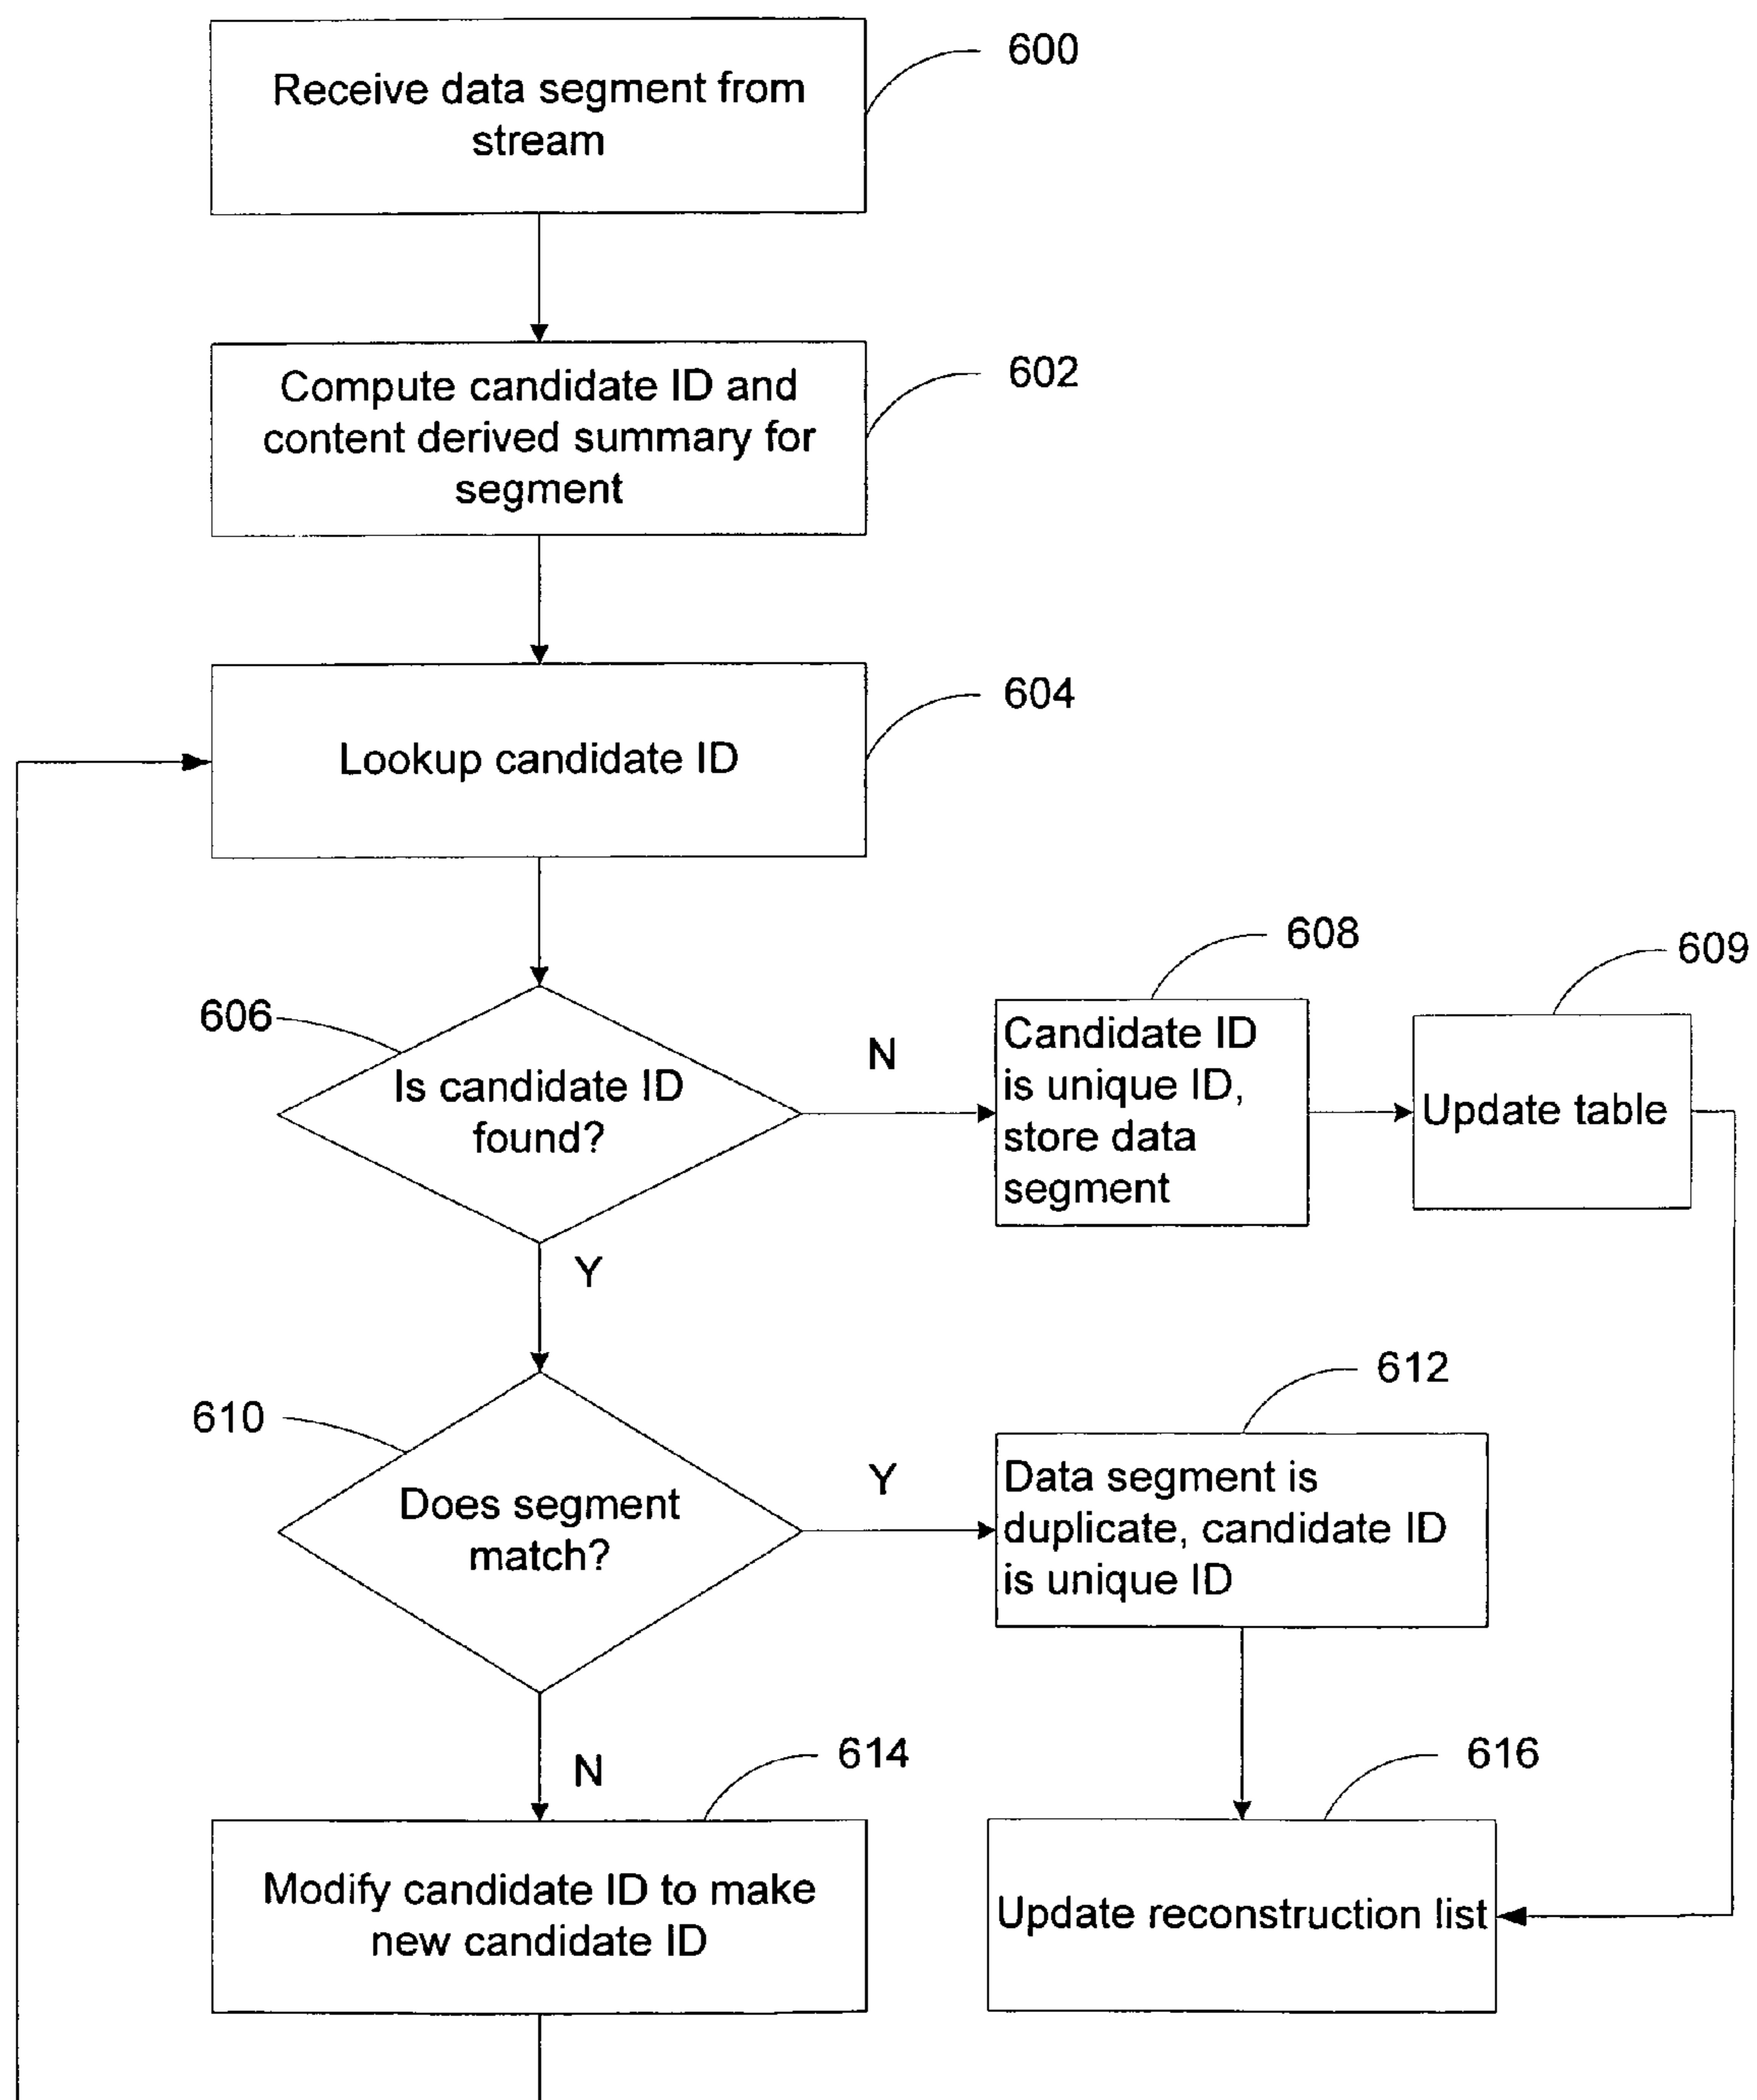 600
Receive data segment from
stream
602
Compute candidate ID and
content derived summary for
segment
604
Lookup candidate ID
606
Is candidate ID
found?
N
608
Candidate ID
is unique ID,
store data
segment
609
Update table
Y
610
Does segment
match?
Y
612
Data segment is
duplicate, candidate ID
is unique ID
N
614
Modify candidate ID to make
new candidate ID
616
Update reconstruction list